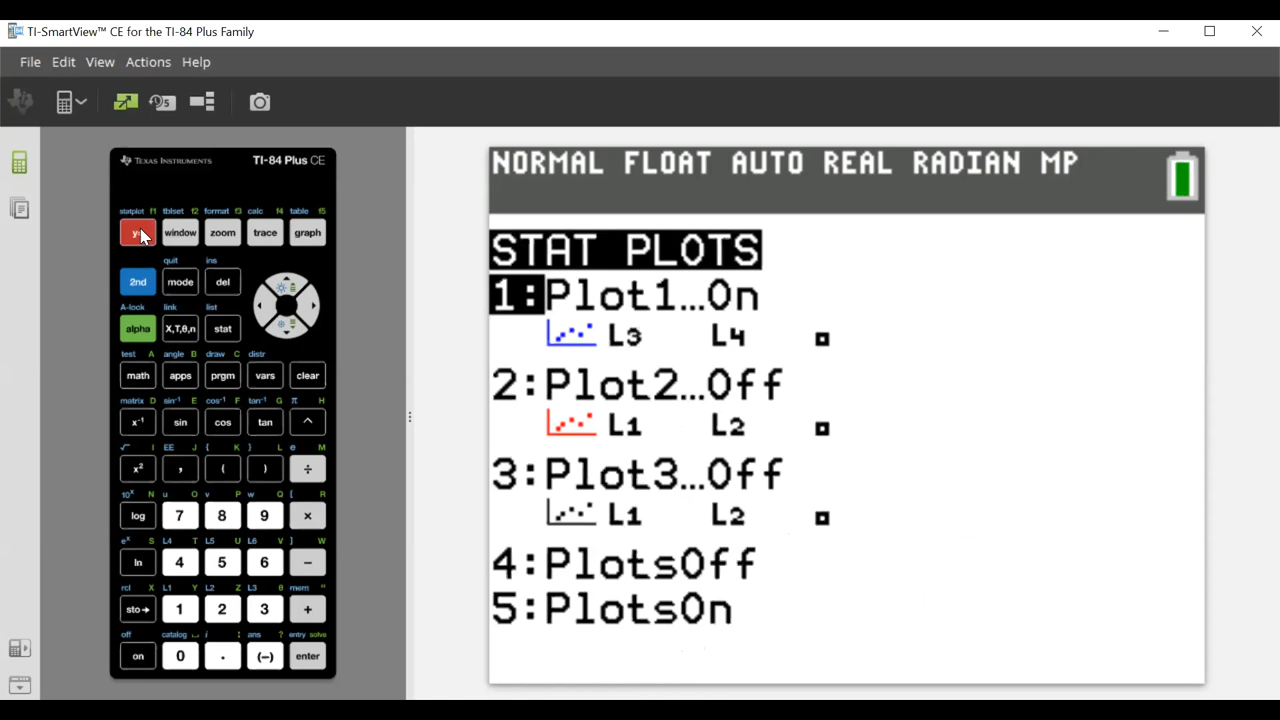 TI-SmartView™ CE for the TI-84 Plus Family
File Edit View Actions Help
TEXAS INSTRUMENTS TI-84 Plus CE
statplot f1 tblset f2 format f3 calc f4 table f5
window zoom trace graph
quit ins
2nd mode del
A-lock link list
alpha X,T,θ,n stat
test A angle B draw C distr
math apps prgm vars clear
matrix D sin⁻¹ E cos⁻¹ F tan⁻¹ G π H
x⁻¹ sin cos tan ^
√ I EE J { K } L e M
x² , ( ) ÷
10ˣ N u O v P w Q [ R
log 7 8 9 ×
eˣ S L4 T L5 U L6 V ] W
ln 4 5 6 −
rcl X L1 Y L2 Z L3 θ mem "
sto→ 1 2 3 +
off catalog ⎵ i : ans ? entry solve
on 0 . (−) enter
NORMAL FLOAT AUTO REAL RADIAN MP
STAT PLOTS
1:Plot1…On
L3 L4
2:Plot2…Off
L1 L2
3:Plot3…Off
L1 L2
4:PlotsOff
5:PlotsOn